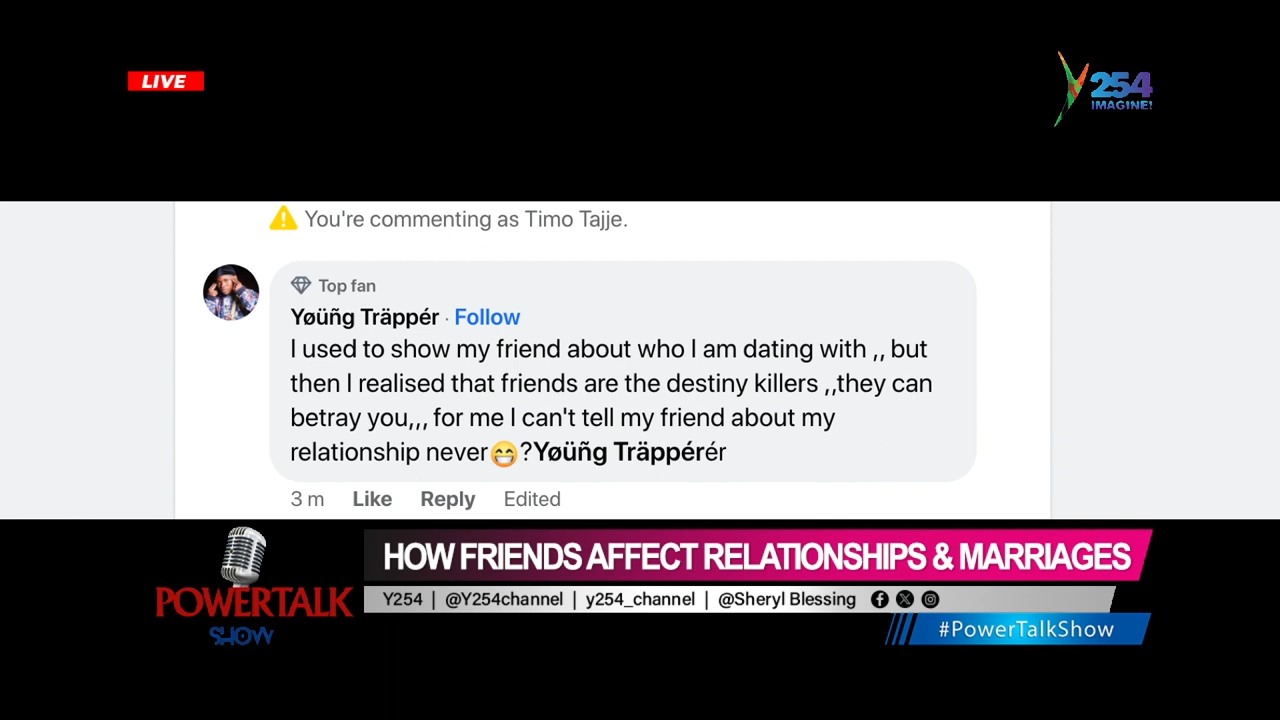 LIVE
254
IMAGINE!
You're commenting as Timo Tajje.
Top fan
Yøüñg Träppér · Follow
I used to show my friend about who I am dating with ,, but
then I realised that friends are the destiny killers ,,they can
betray you,,, for me I can't tell my friend about my
relationship never😁?Yøüñg Träppérér
3 m Like Reply Edited
HOW FRIENDS AFFECT RELATIONSHIPS & MARRIAGES
POWERTALK
SHOW
Y254 | @Y254channel | y254_channel | @Sheryl Blessing
#PowerTalkShow